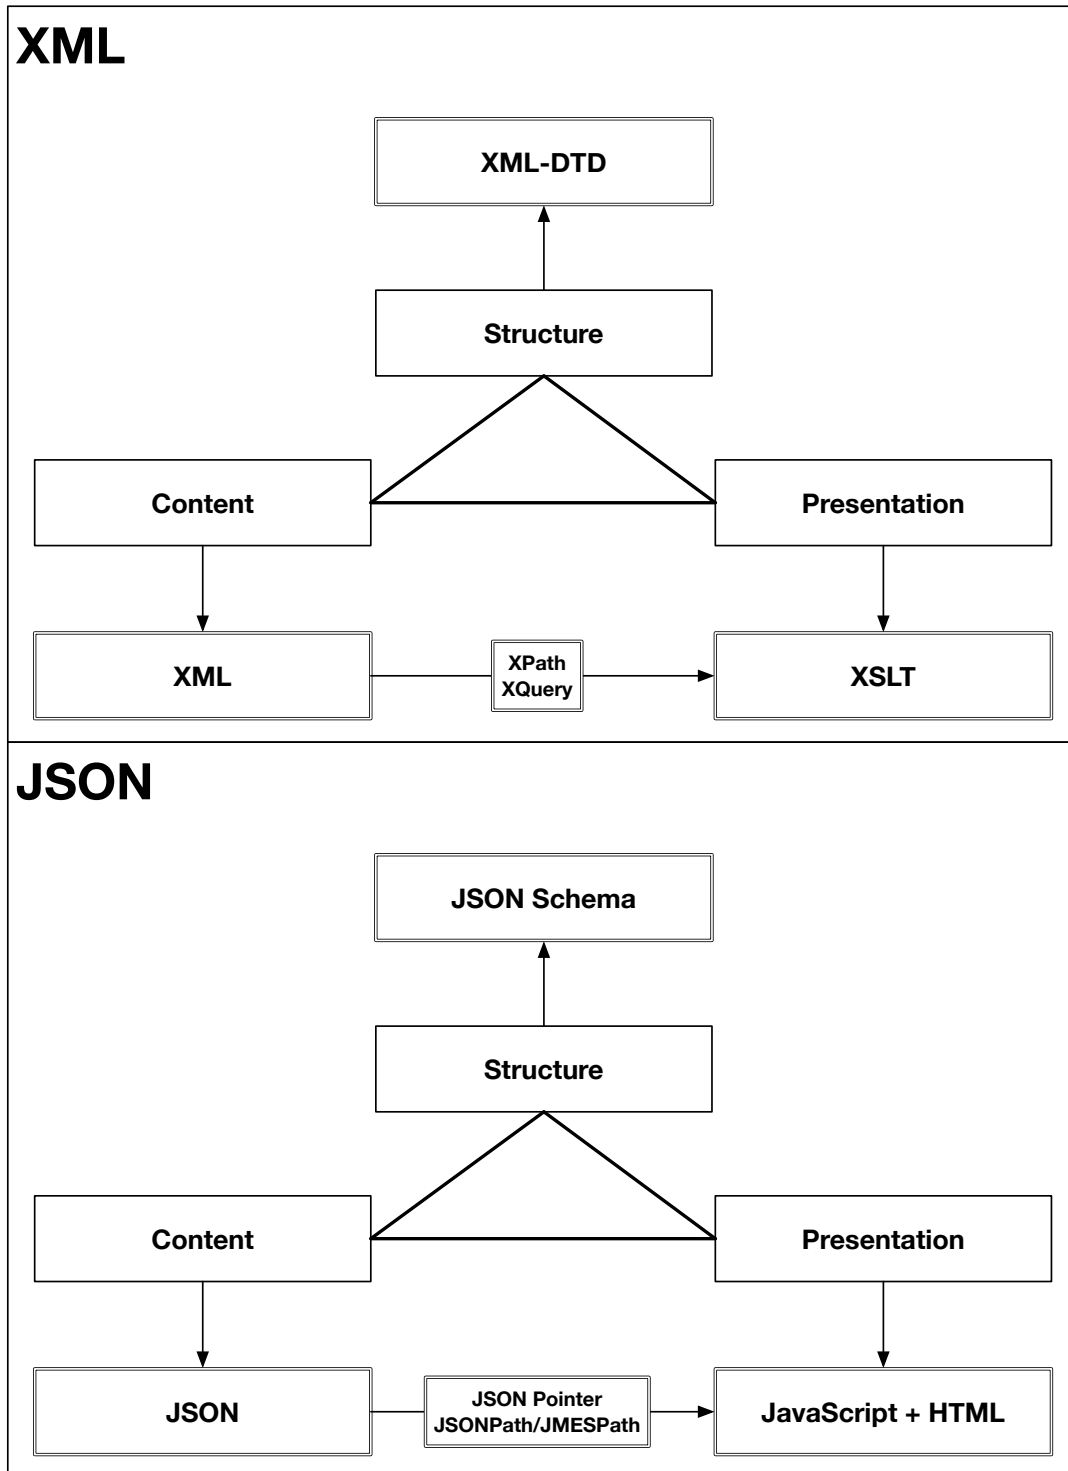 XML
XML-DTD
Structure
Content
Presentation
XML
XPath
XQuery
XSLT
JSON
JSON Schema
Structure
Content
Presentation
JSON
JSON Pointer
JSONPath/JMESPath
JavaScript + HTML